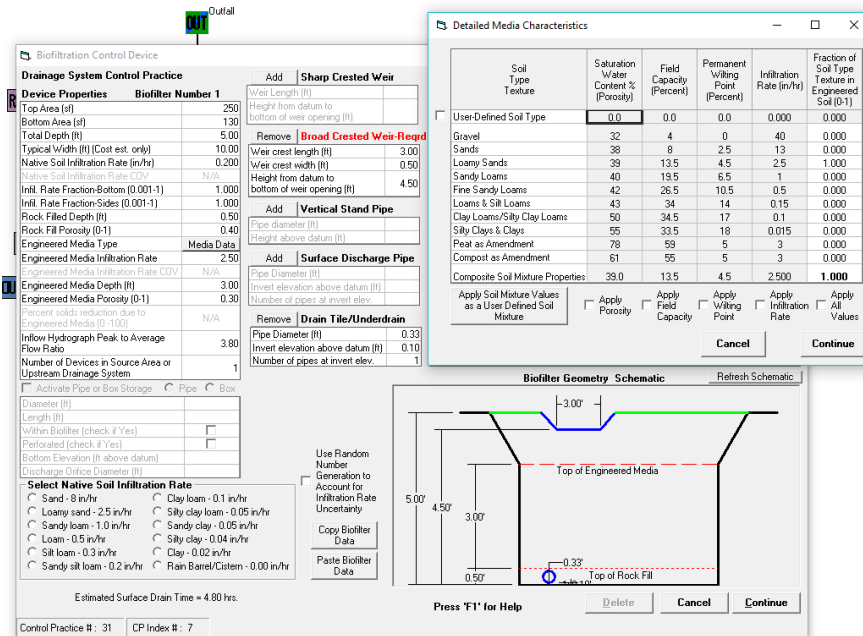 OUT
Outfall
Biofiltration Control Device
Drainage System Control Practice
Device Properties Biofilter Number 1
Top Area (sf) 250
Bottom Area (sf) 130
Total Depth (ft) 5.00
Typical Width (ft) (Cost est. only) 10.00
Native Soil Infiltration Rate (in/hr) 0.200
Native Soil Infiltration Rate COV N/A
Infil. Rate Fraction-Bottom (0.001-1) 1.000
Infil. Rate Fraction-Sides (0.001-1) 1.000
Rock Filled Depth (ft) 0.50
Rock Fill Porosity (0-1) 0.40
Engineered Media Type Media Data
Engineered Media Infiltration Rate 2.50
Engineered Media Infiltration Rate COV N/A
Engineered Media Depth (ft) 3.00
Engineered Media Porosity (0-1) 0.30
Percent solids reduction due to
Engineered Media (0 -100) N/A
Inflow Hydrograph Peak to Average
Flow Ratio 3.80
Number of Devices in Source Area or
Upstream Drainage System 1
Activate Pipe or Box Storage Pipe Box
Diameter (ft)
Length (ft)
Within Biofilter (check if Yes)
Perforated (check if Yes)
Bottom Elevation (ft above datum)
Discharge Orifice Diameter (ft)
Select Native Soil Infiltration Rate
Sand - 8 in/hr Clay loam - 0.1 in/hr
Loamy sand - 2.5 in/hr Silty clay loam - 0.05 in/hr
Sandy loam - 1.0 in/hr Sandy clay - 0.05 in/hr
Loam - 0.5 in/hr Silty clay - 0.04 in/hr
Silt loam - 0.3 in/hr Clay - 0.02 in/hr
Sandy silt loam - 0.2 in/hr Rain Barrel/Cistern - 0.00 in/hr
Estimated Surface Drain Time = 4.80 hrs.
Control Practice # : 31 CP Index # : 7
Add Sharp Crested Weir
Weir Length (ft)
Height from datum to
bottom of weir opening (ft)
Remove Broad Crested Weir-Reqrd
Weir crest length (ft) 3.00
Weir crest width (ft) 0.50
Height from datum to
bottom of weir opening (ft) 4.50
Add Vertical Stand Pipe
Pipe diameter (ft)
Height above datum (ft)
Add Surface Discharge Pipe
Pipe Diameter (ft)
Invert elevation above datum (ft)
Number of pipes at invert elev.
Remove Drain Tile/Underdrain
Pipe Diameter (ft) 0.33
Invert elevation above datum (ft) 0.10
Number of pipes at invert elev. 1
Use Random
Number
Generation to
Account for
Infiltration Rate
Uncertainty
Copy Biofilter
Data
Paste Biofilter
Data
Detailed Media Characteristics
Soil Type Texture | Saturation Water Content % (Porosity) | Field Capacity (Percent) | Permanent Wilting Point (Percent) | Infiltration Rate (in/hr) | Fraction of Soil Type Texture in Engineered Soil (0-1)
User-Defined Soil Type 0.0 0.0 0.0 0.000 0.000
Gravel 32 4 0 40 0.000
Sands 38 8 2.5 13 0.000
Loamy Sands 39 13.5 4.5 2.5 1.000
Sandy Loams 40 19.5 6.5 1 0.000
Fine Sandy Loams 42 26.5 10.5 0.5 0.000
Loams & Silt Loams 43 34 14 0.15 0.000
Clay Loams/Silty Clay Loams 50 34.5 17 0.1 0.000
Silty Clays & Clays 55 33.5 18 0.015 0.000
Peat as Amendment 78 59 5 3 0.000
Compost as Amendment 61 55 5 3 0.000
Composite Soil Mixture Properties 39.0 13.5 4.5 2.500 1.000
Apply Soil Mixture Values
as a User Defined Soil
Mixture
Apply Porosity
Apply Field Capacity
Apply Wilting Point
Apply Infiltration Rate
Apply All Values
Cancel Continue
Biofilter Geometry Schematic Refresh Schematic
3.00'
Top of Engineered Media
5.00'
4.50'
3.00'
0.33'
Top of Rock Fill
0.50'
Press 'F1' for Help
Delete Cancel Continue